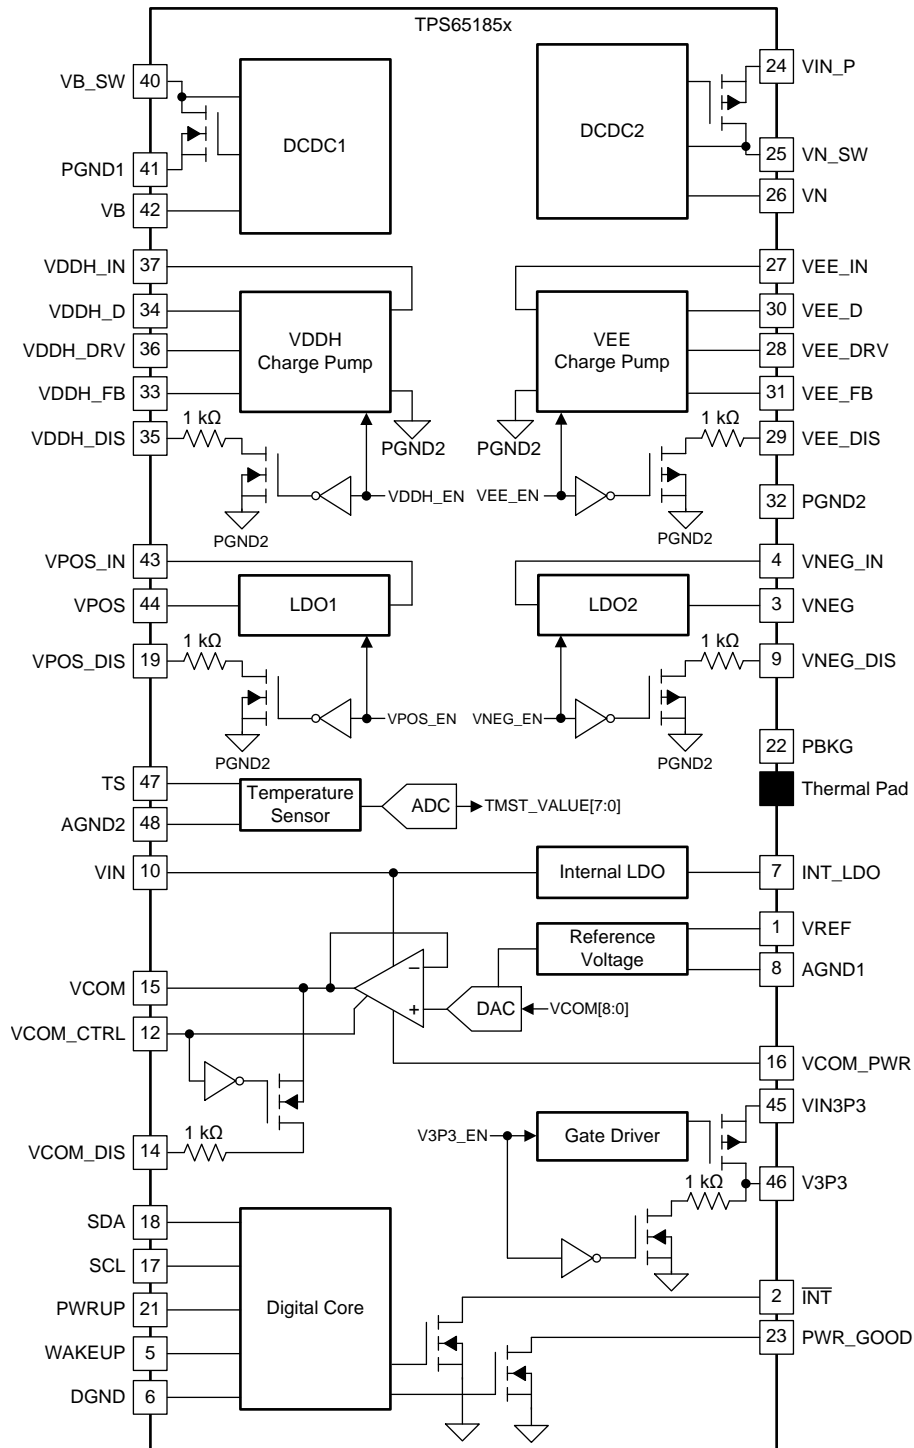 TPS65185x
VB_SW 40
PGND1 41
VB 42
DCDC1
DCDC2
24 VIN_P
25 VN_SW
26 VN
VDDH_IN 37
VDDH_D 34
VDDH_DRV 36
VDDH_FB 33
VDDH_DIS 35
1 kΩ
VDDH
Charge Pump
PGND2
VDDH_EN
PGND2
VEE
Charge Pump
PGND2
VEE_EN
1 kΩ
PGND2
27 VEE_IN
30 VEE_D
28 VEE_DRV
31 VEE_FB
29 VEE_DIS
32 PGND2
VPOS_IN 43
VPOS 44
VPOS_DIS 19
1 kΩ
LDO1
VPOS_EN
PGND2
LDO2
VNEG_EN
1 kΩ
PGND2
4 VNEG_IN
3 VNEG
9 VNEG_DIS
22 PBKG
Thermal Pad
TS 47
AGND2 48
Temperature
Sensor
ADC
TMST_VALUE[7:0]
VIN 10
Internal LDO
7 INT_LDO
Reference
Voltage
1 VREF
8 AGND1
VCOM 15
VCOM_CTRL 12
−
+
DAC
VCOM[8:0]
16 VCOM_PWR
VCOM_DIS 14
1 kΩ
V3P3_EN
Gate Driver
45 VIN3P3
1 kΩ
46 V3P3
SDA 18
SCL 17
PWRUP 21
WAKEUP 5
DGND 6
Digital Core
2 INT
23 PWR_GOOD